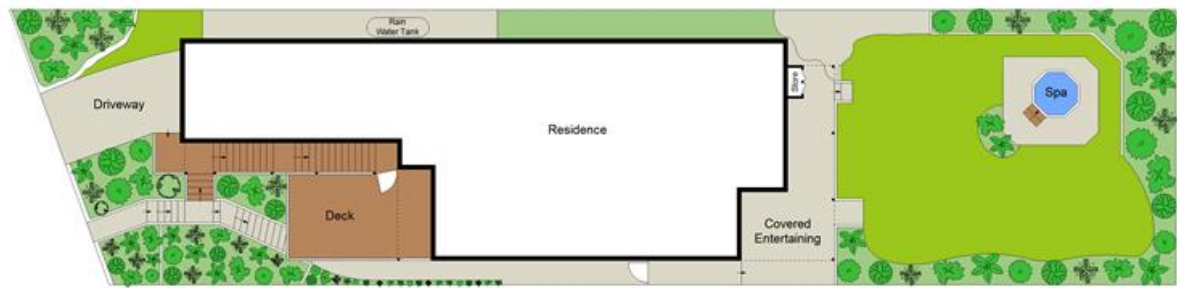 Rain
Water Tank
Driveway
Store
Spa
Residence
Deck
Covered
Entertaining